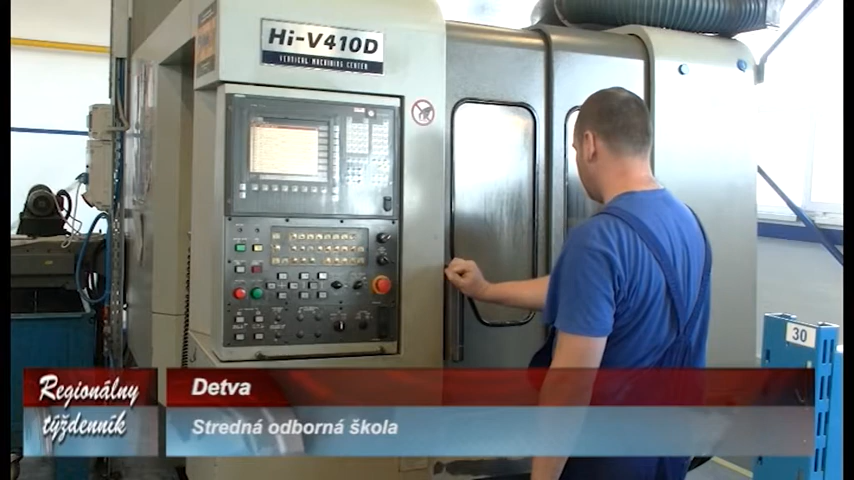 Hi-V410D
VERTICAL MACHINING CENTER
30
Regionálny
týždenník
Detva
Stredná odborná škola